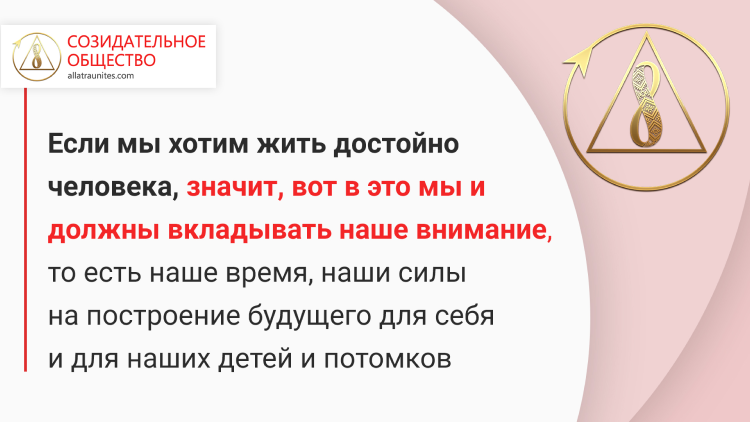 СОЗИДАТЕЛЬНОЕ
ОБЩЕСТВО
allatraunites.com
Если мы хотим жить достойно
человека, значит, вот в это мы и
должны вкладывать наше внимание,
то есть наше время, наши силы
на построение будущего для себя
и для наших детей и потомков